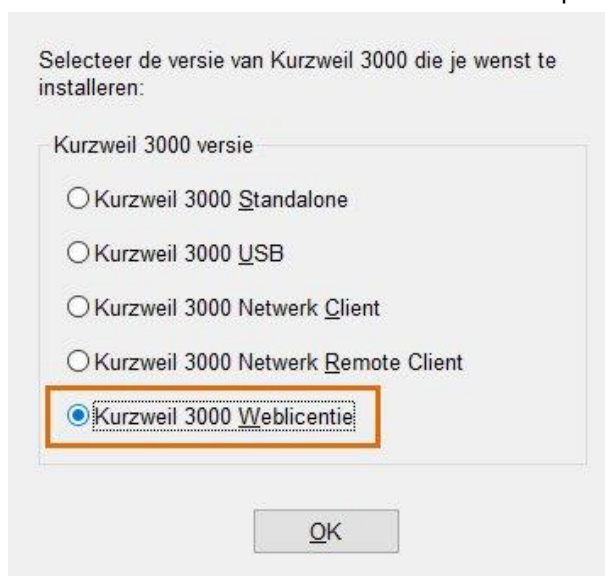 Selecteer de versie van Kurzweil 3000 die je wenst te
installeren:
Kurzweil 3000 versie
Kurzweil 3000 Standalone
Kurzweil 3000 USB
Kurzweil 3000 Netwerk Client
Kurzweil 3000 Netwerk Remote Client
Kurzweil 3000 Weblicentie
OK